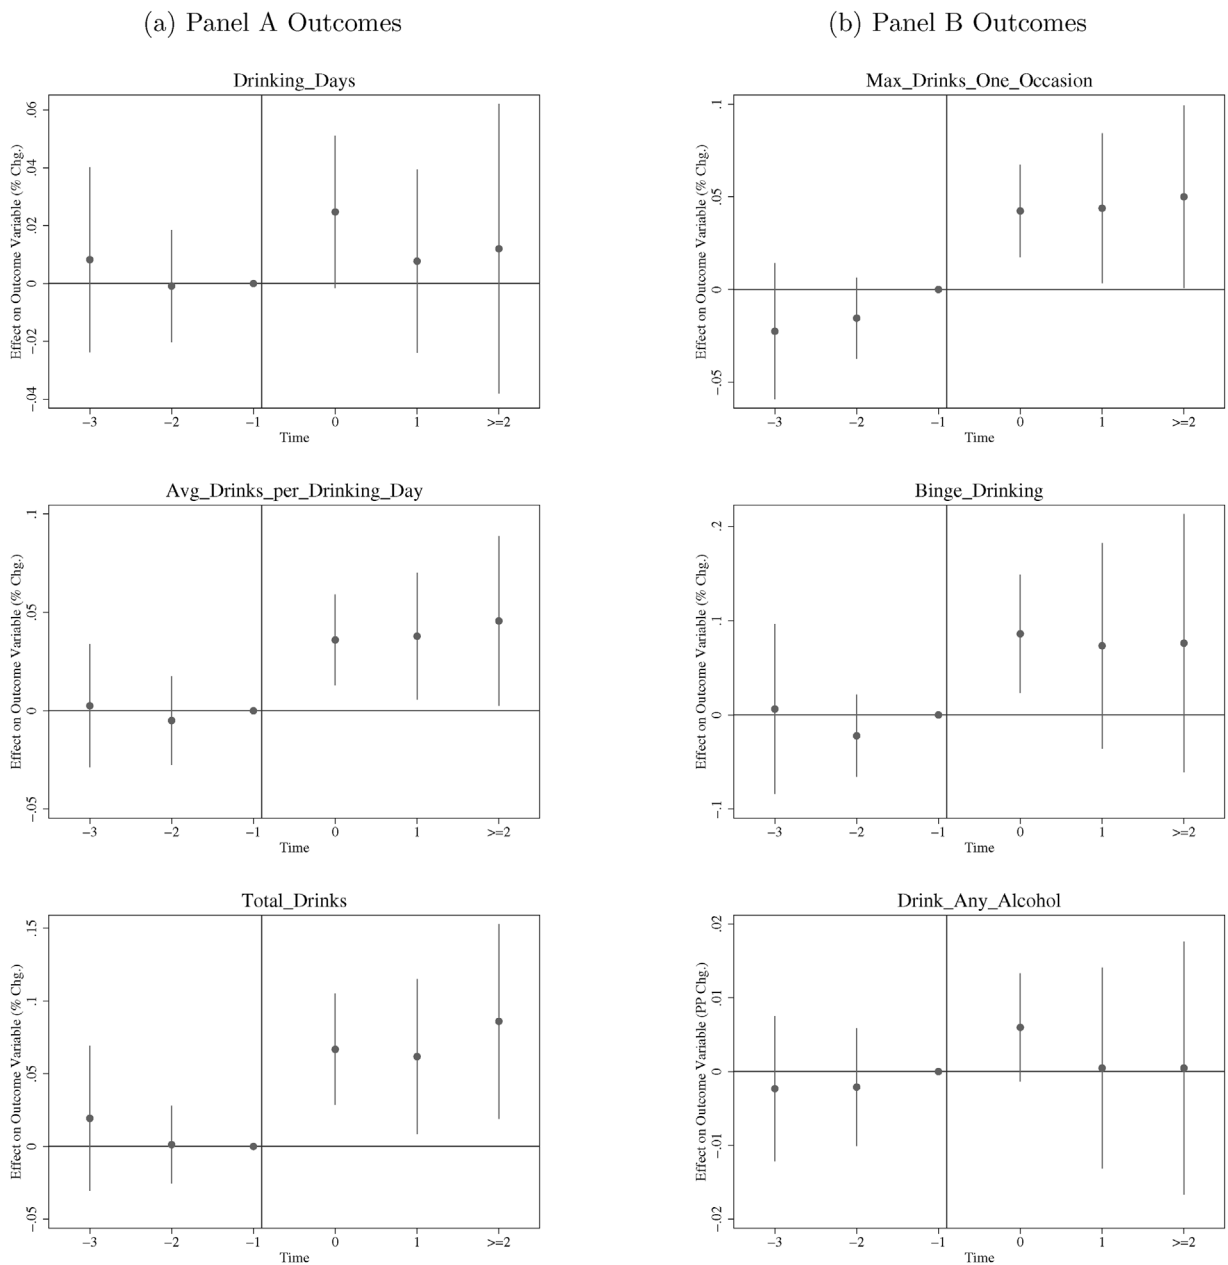 (a) Panel A Outcomes
(b) Panel B Outcomes
Drinking_Days
Effect on Outcome Variable (% Chg.)
.06
.04
.02
0
-.02
-.04
-3 -2 -1 0 1 >=2
Time
Max_Drinks_One_Occasion
Effect on Outcome Variable (% Chg.)
.1
.05
0
-.05
-3 -2 -1 0 1 >=2
Time
Avg_Drinks_per_Drinking_Day
Effect on Outcome Variable (% Chg.)
.1
.05
0
-.05
-3 -2 -1 0 1 >=2
Time
Binge_Drinking
Effect on Outcome Variable (% Chg.)
.2
.1
0
-.1
-3 -2 -1 0 1 >=2
Time
Total_Drinks
Effect on Outcome Variable (% Chg.)
.15
.1
.05
0
-.05
-3 -2 -1 0 1 >=2
Time
Drink_Any_Alcohol
Effect on Outcome Variable (PP Chg.)
.02
.01
0
-.01
-.02
-3 -2 -1 0 1 >=2
Time